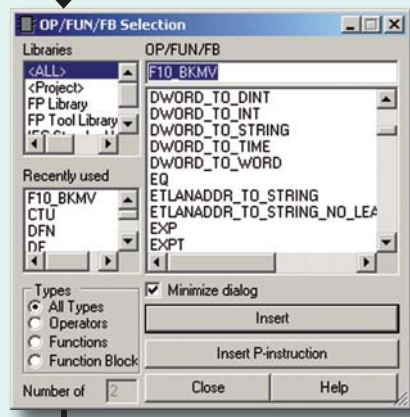 OP/FUN/FB Selection
Libraries
<ALL>
<Project>
FP Library
FP Tool Library
OP/FUN/FB
F10_BKMV
DWORD_TO_DINT
DWORD_TO_INT
DWORD_TO_STRING
DWORD_TO_TIME
DWORD_TO_WORD
EQ
ETLANADDR_TO_STRING
ETLANADDR_TO_STRING_NO_LEA
EXP
EXPT
Recently used
F10_BKMV
CTU
DFN
DF
Types
All Types
Operators
Functions
Function Block
Number of 2
Minimize dialog
Insert
Insert P-instruction
Close
Help